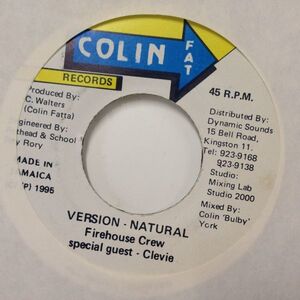 COLIN
FAT
RECORDS
Produced By:
C. Walters
(Colin Fatta)
Engineered By:
thead & School
y Rory
MADE IN
AMAICA
(P) 1996
45 R.P.M.
Distributed By:
Dynamic Sounds
15 Bell Road,
Kingston 11.
Tel: 923-9168
923-9138
Studio:
Mixing Lab
Studio 2000
Mixed By:
Colin 'Bulby'
York
VERSION - NATURAL
Firehouse Crew
special guest - Clevie